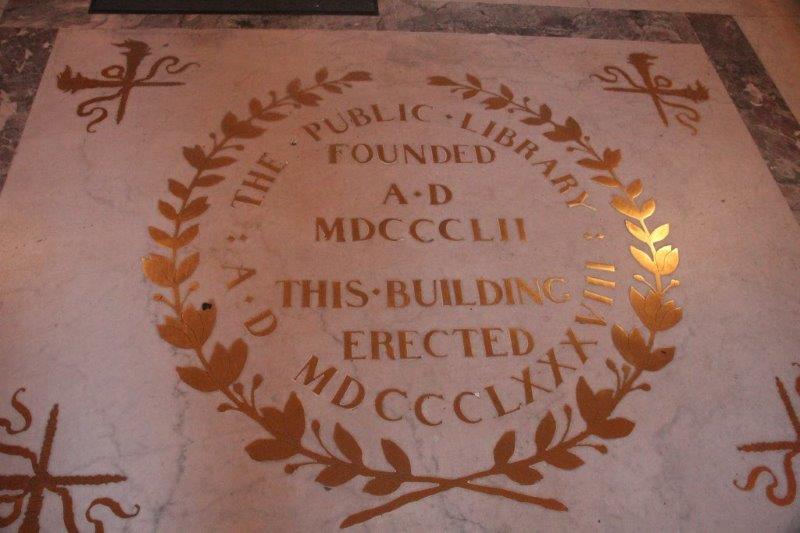 THE · PUBLIC · LIBRARY :
FOUNDED
A · D
MDCCCLII
THIS · BUILDING
ERECTED
: A · D · MDCCCLXXXVIII